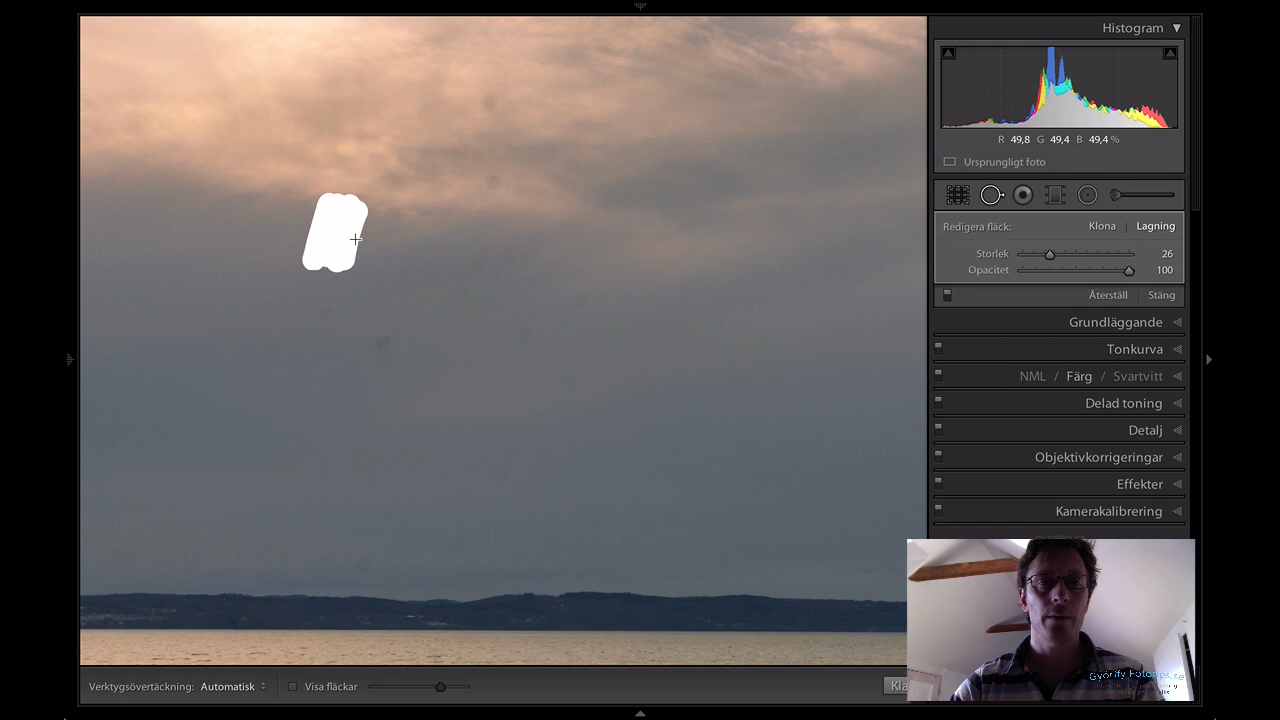 Histogram
R 49,8 G 49,4 B 49,4 %
Ursprungligt foto
Redigera fläck: Klona | Lagning
Storlek 26
Opacitet 100
Återställ | Stäng
Grundläggande
Tonkurva
NML / Färg / Svartvitt
Delad toning
Detalj
Objektivkorrigeringar
Effekter
Kamerakalibrering
Verktygsövertäckning: Automatisk Visa fläckar